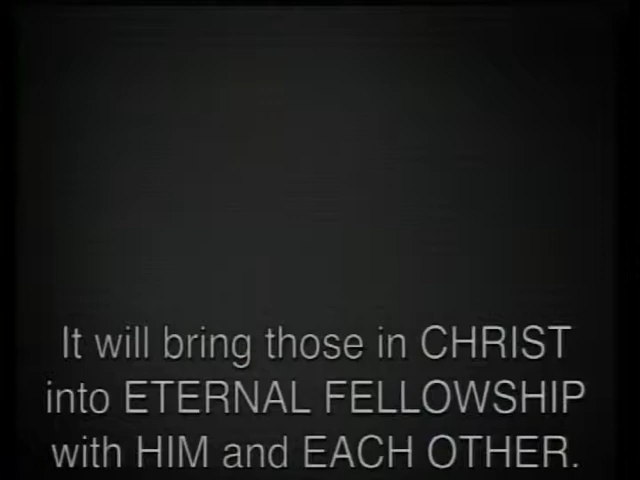 It will bring those in CHRIST
into ETERNAL FELLOWSHIP
with HIM and EACH OTHER.